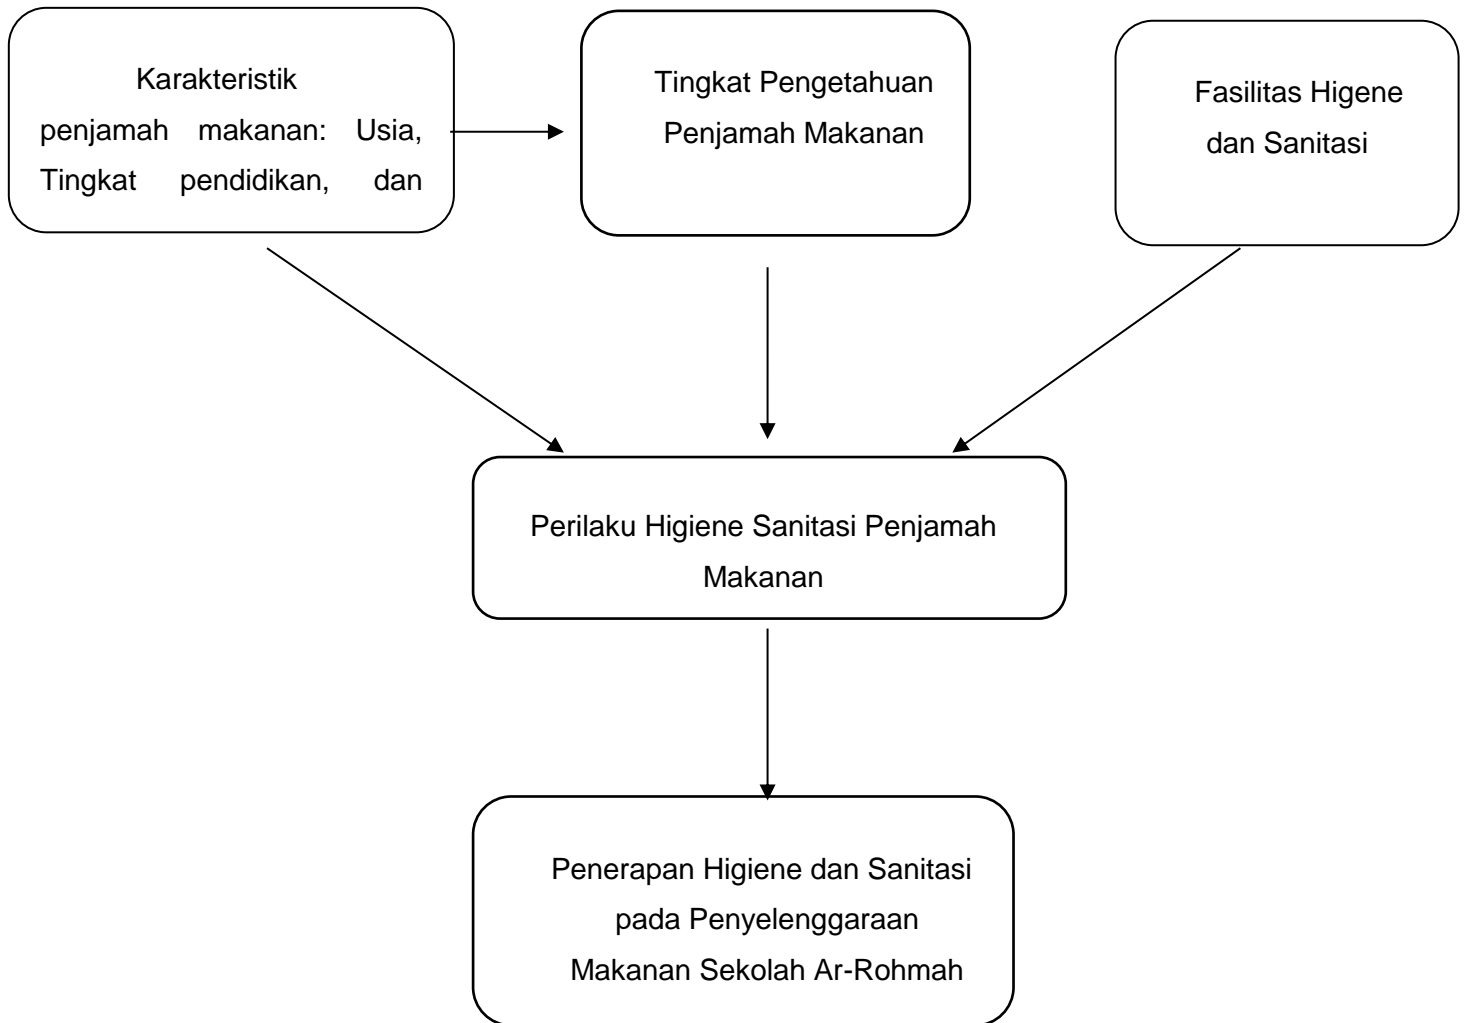 Karakteristik
penjamah makanan: Usia,
Tingkat pendidikan, dan
Tingkat Pengetahuan
Penjamah Makanan
Fasilitas Higene
dan Sanitasi
Perilaku Higiene Sanitasi Penjamah
Makanan
Penerapan Higiene dan Sanitasi
pada Penyelenggaraan
Makanan Sekolah Ar-Rohmah